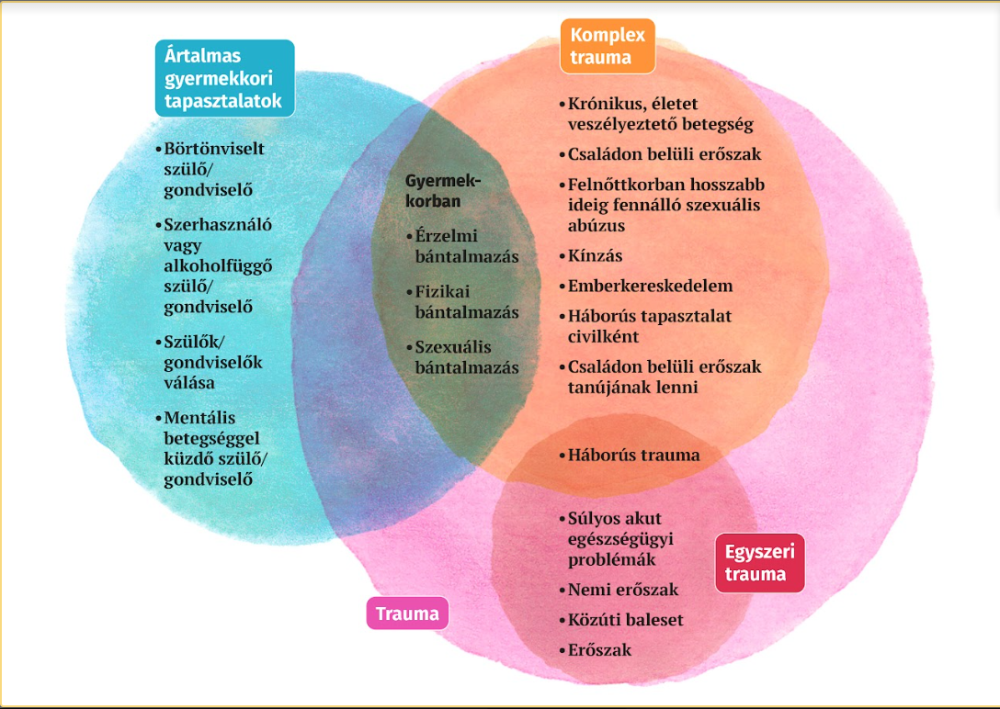 Ártalmas
gyermekkori
tapasztalatok
•Börtönviselt
szülő/
gondviselő
•Szerhasználó
vagy
alkoholfüggő
szülő/
gondviselő
•Szülők/
gondviselők
válása
•Mentális
betegséggel
küzdő szülő/
gondviselő
Gyermek-
korban
•Érzelmi
bántalmazás
•Fizikai
bántalmazás
•Szexuális
bántalmazás
Komplex
trauma
•Krónikus, életet
veszélyeztető betegség
•Családon belüli erőszak
•Felnőttkorban hosszabb
ideig fennálló szexuális
abúzus
•Kínzás
•Emberkereskedelem
•Háborús tapasztalat
civilként
•Családon belüli erőszak
tanújának lenni
•Háborús trauma
•Súlyos akut
egészségügyi
problémák
•Nemi erőszak
•Közúti baleset
•Erőszak
Egyszeri
trauma
Trauma